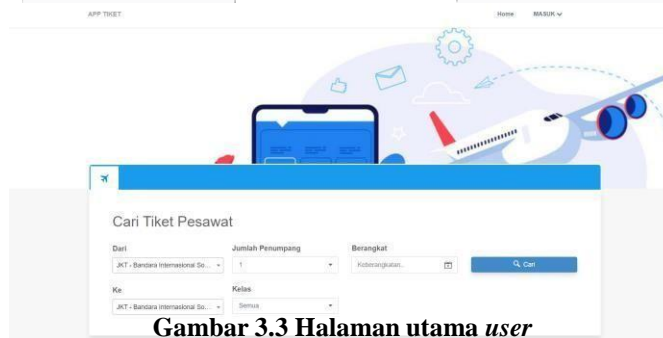 APP TIKET
Home MASUK
Cari Tiket Pesawat
Dari Jumlah Penumpang Berangkat
JKT - Bandara Internasional So... 1 Keberangkatan.. Cari
Ke Kelas
JKT - Bandara Internasional So... Semua
Gambar 3.3 Halaman utama user